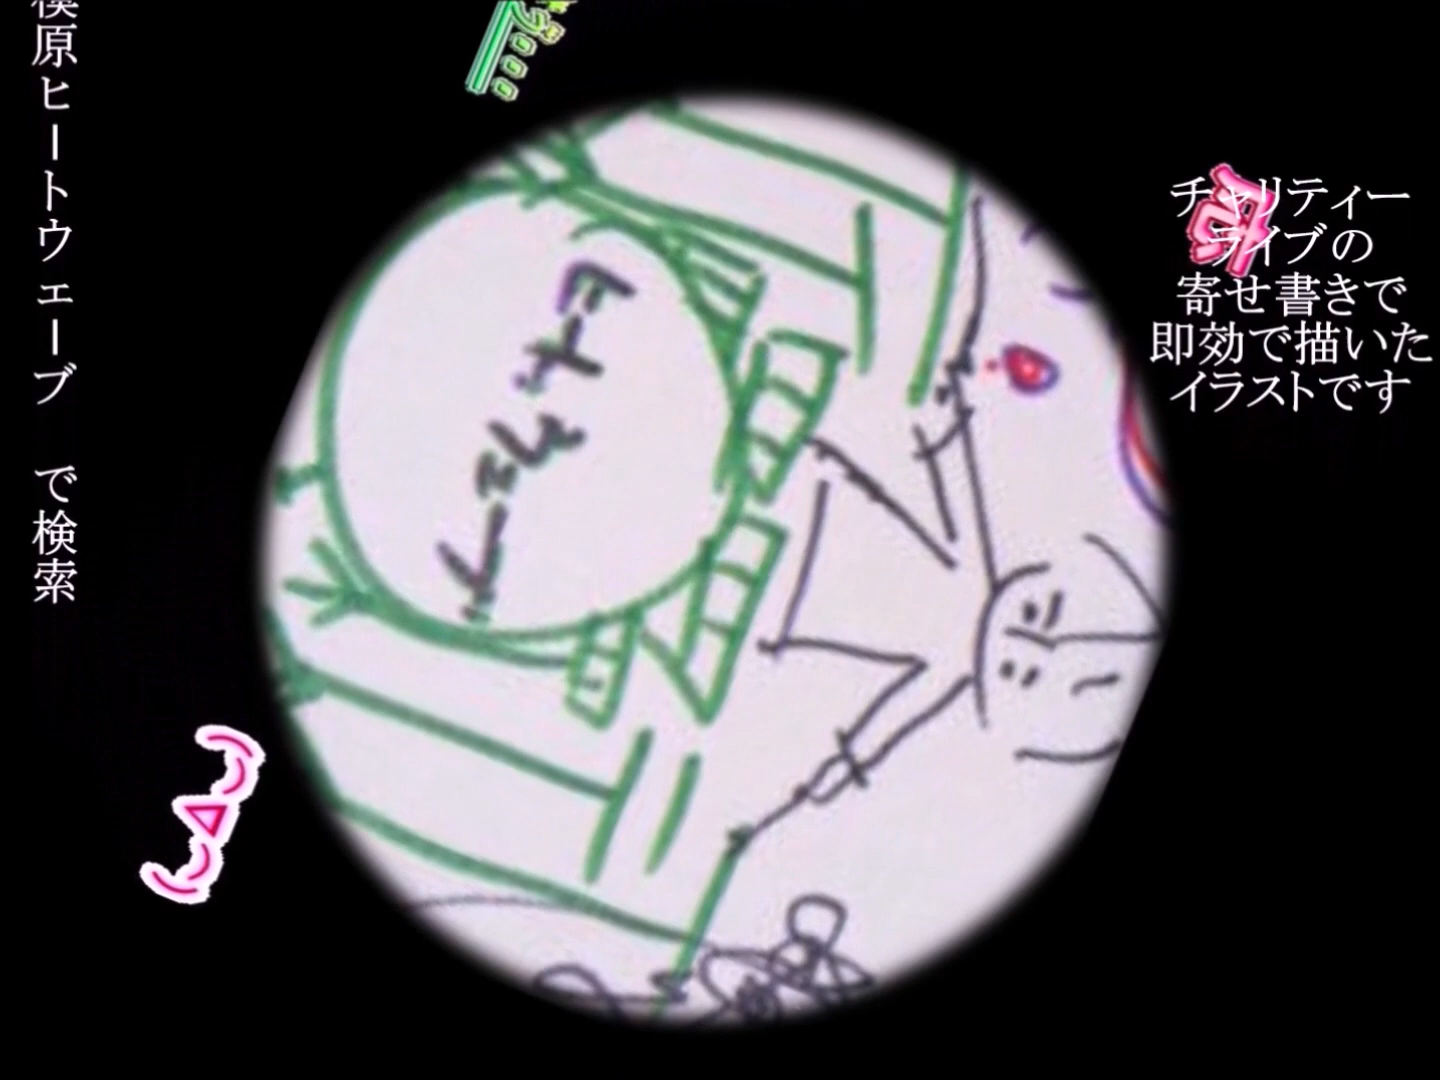 模原ヒートウェーブ　で検索
チャリティー
ライブの
寄せ書きで
即効で描いた
イラストです
ヒート
ウェーブ